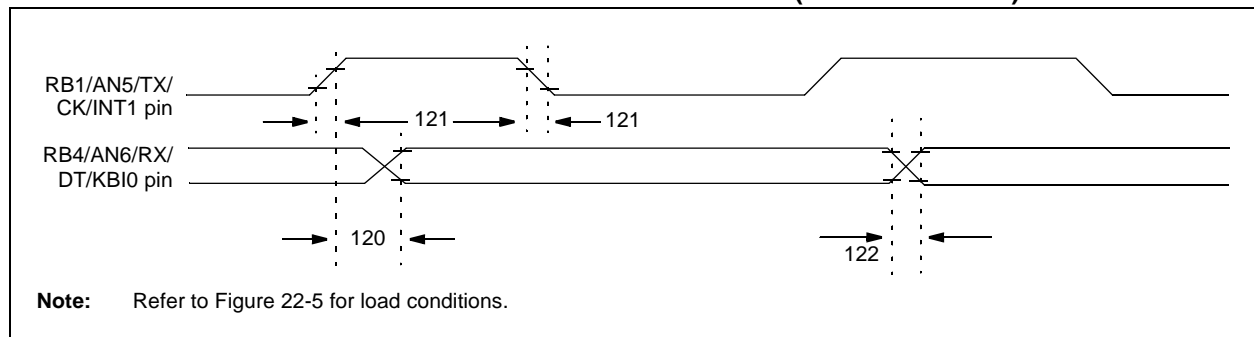 RB1/AN5/TX/
CK/INT1 pin
121
121
RB4/AN6/RX/
DT/KBI0 pin
120
122
Note: Refer to Figure 22-5 for load conditions.